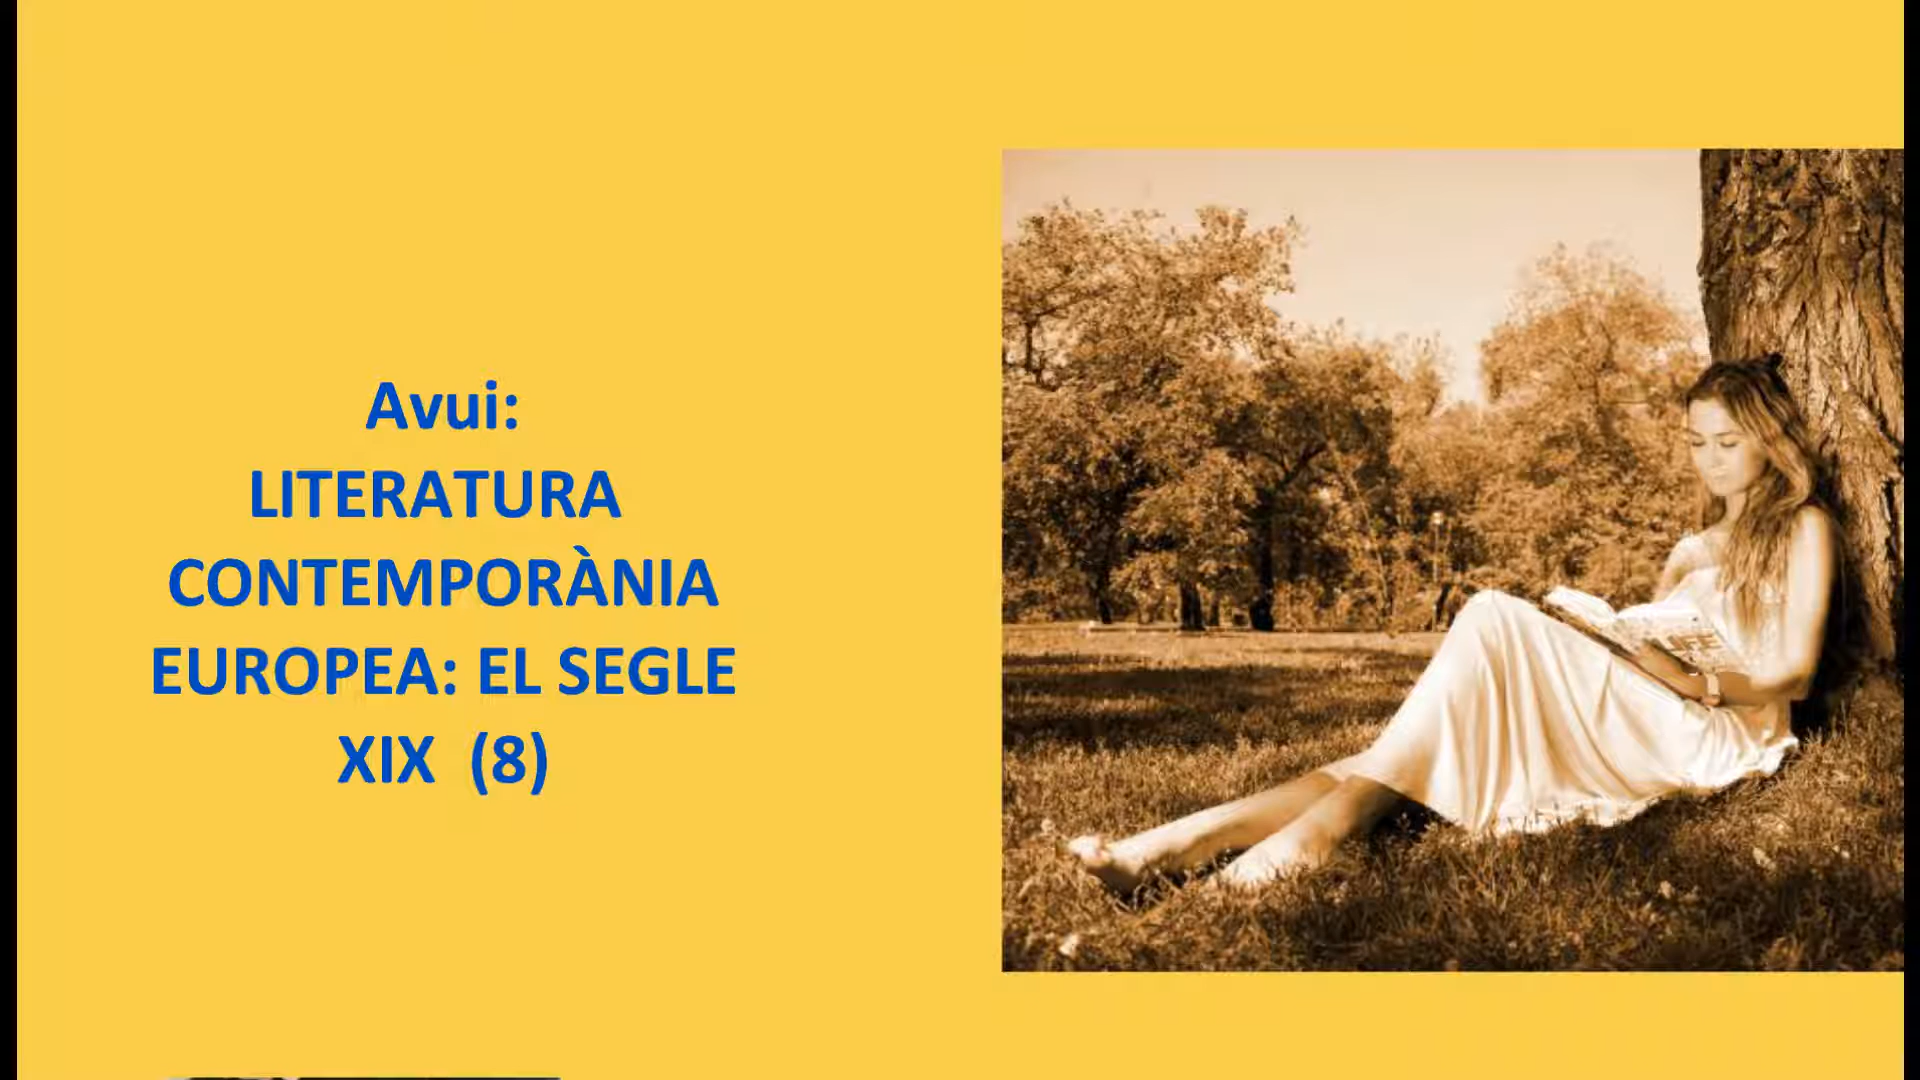 Avui:
LITERATURA
CONTEMPORÀNIA
EUROPEA: EL SEGLE
XIX (8)